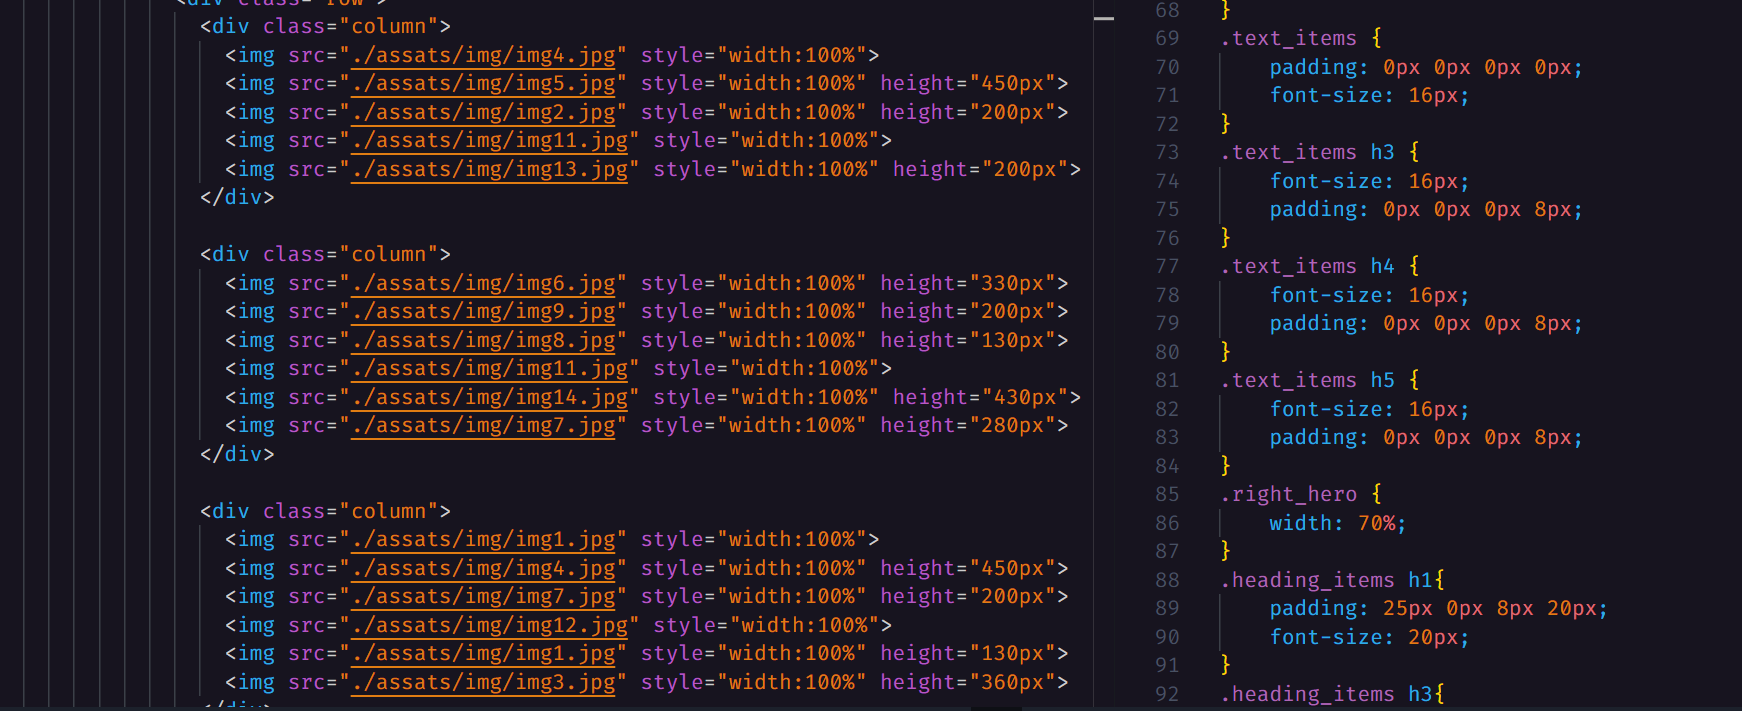 <div class="row">
<div class="column">
<img src="./assats/img/img4.jpg" style="width:100%">
<img src="./assats/img/img5.jpg" style="width:100%" height="450px">
<img src="./assats/img/img2.jpg" style="width:100%" height="200px">
<img src="./assats/img/img11.jpg" style="width:100%">
<img src="./assats/img/img13.jpg" style="width:100%" height="200px">
</div>
<div class="column">
<img src="./assats/img/img6.jpg" style="width:100%" height="330px">
<img src="./assats/img/img9.jpg" style="width:100%" height="200px">
<img src="./assats/img/img8.jpg" style="width:100%" height="130px">
<img src="./assats/img/img11.jpg" style="width:100%">
<img src="./assats/img/img14.jpg" style="width:100%" height="430px">
<img src="./assats/img/img7.jpg" style="width:100%" height="280px">
</div>
<div class="column">
<img src="./assats/img/img1.jpg" style="width:100%">
<img src="./assats/img/img4.jpg" style="width:100%" height="450px">
<img src="./assats/img/img7.jpg" style="width:100%" height="200px">
<img src="./assats/img/img12.jpg" style="width:100%">
<img src="./assats/img/img1.jpg" style="width:100%" height="130px">
<img src="./assats/img/img3.jpg" style="width:100%" height="360px">
</div>
68 }
69 .text_items {
70 padding: 0px 0px 0px 0px;
71 font-size: 16px;
72 }
73 .text_items h3 {
74 font-size: 16px;
75 padding: 0px 0px 0px 8px;
76 }
77 .text_items h4 {
78 font-size: 16px;
79 padding: 0px 0px 0px 8px;
80 }
81 .text_items h5 {
82 font-size: 16px;
83 padding: 0px 0px 0px 8px;
84 }
85 .right_hero {
86 width: 70%;
87 }
88 .heading_items h1{
89 padding: 25px 0px 8px 20px;
90 font-size: 20px;
91 }
92 .heading_items h3{